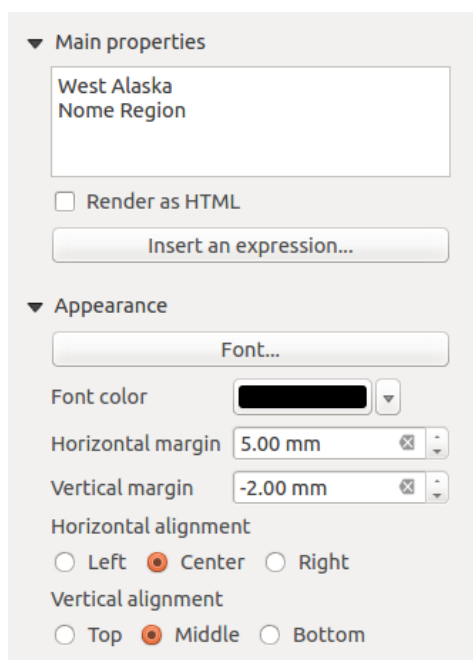 Main properties
West Alaska
Nome Region
Render as HTML
Insert an expression...
Appearance
Font...
Font color
Horizontal margin 5.00 mm
Vertical margin -2.00 mm
Horizontal alignment
Left Center Right
Vertical alignment
Top Middle Bottom